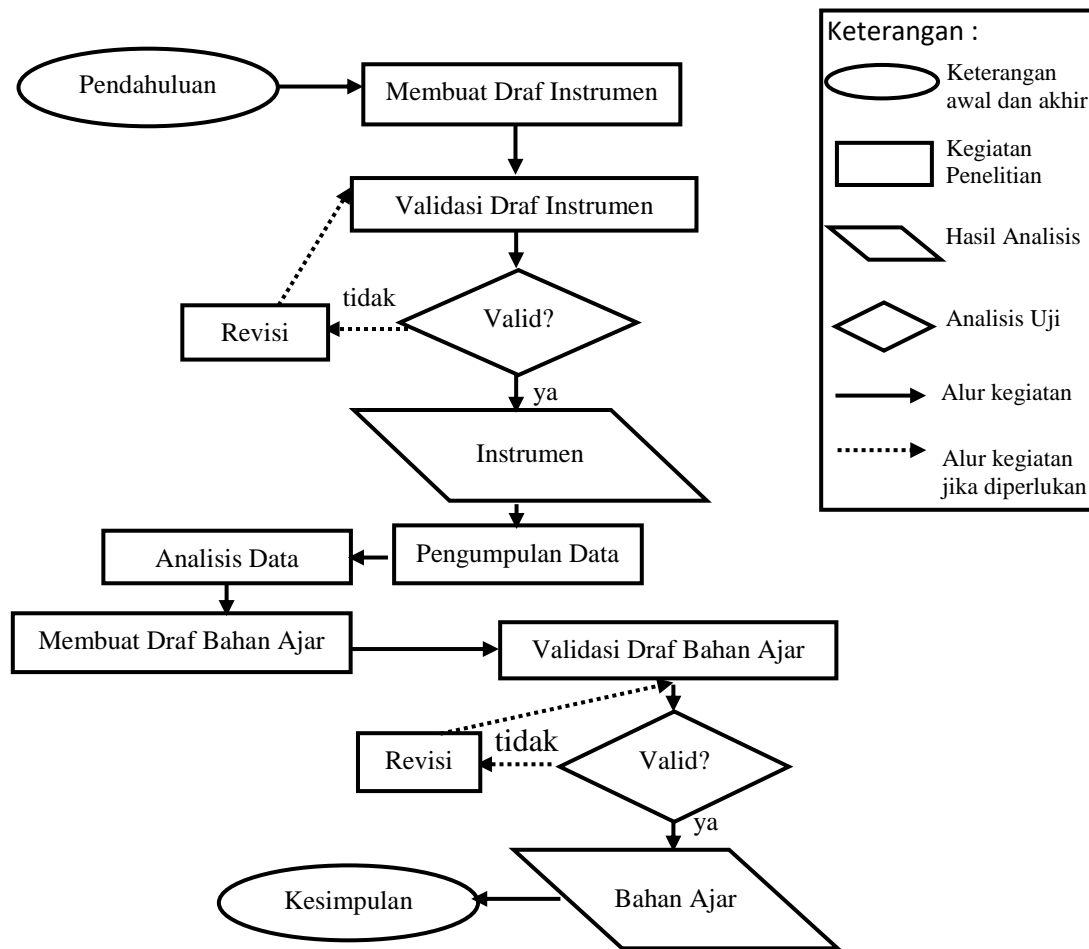 Pendahuluan
Membuat Draf Instrumen
Validasi Draf Instrumen
tidak
Revisi
Valid?
ya
Instrumen
Pengumpulan Data
Analisis Data
Membuat Draf Bahan Ajar
Validasi Draf Bahan Ajar
tidak
Revisi
Valid?
ya
Bahan Ajar
Kesimpulan
Keterangan :
Keterangan
awal dan akhir
Kegiatan
Penelitian
Hasil Analisis
Analisis Uji
Alur kegiatan
Alur kegiatan
jika diperlukan